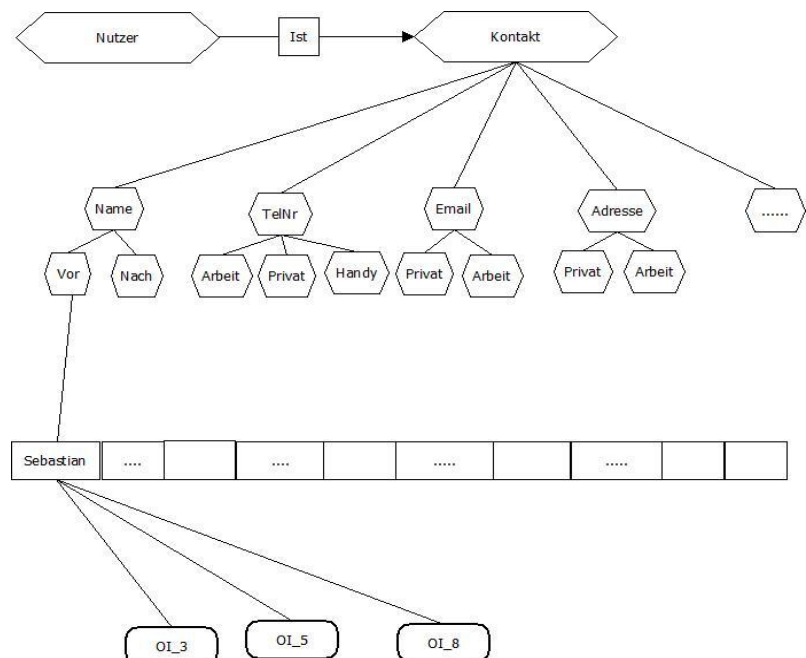 Nutzer
Ist
Kontakt
Name
TelNr
Email
Adresse
......
Vor
Nach
Arbeit
Privat
Handy
Privat
Arbeit
Privat
Arbeit
Sebastian
....
....
.....
.....
OI_3
OI_5
OI_8